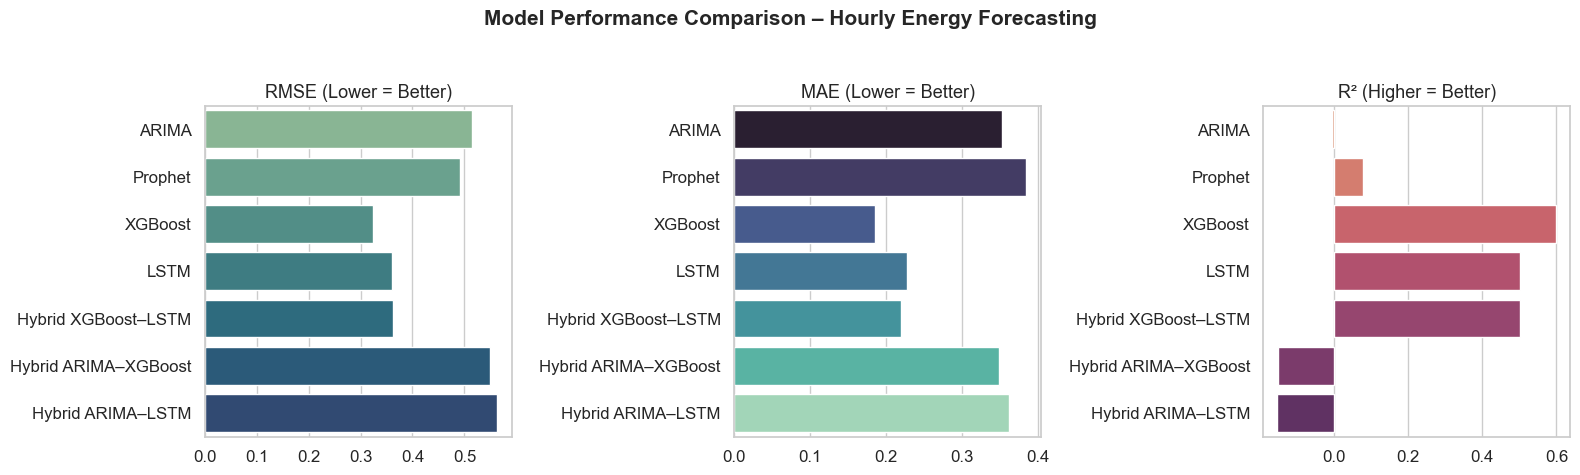 Model Performance Comparison – Hourly Energy Forecasting
RMSE (Lower = Better)
ARIMA
Prophet
XGBoost
LSTM
Hybrid XGBoost–LSTM
Hybrid ARIMA–XGBoost
Hybrid ARIMA–LSTM
0.0 0.1 0.2 0.3 0.4 0.5
MAE (Lower = Better)
ARIMA
Prophet
XGBoost
LSTM
Hybrid XGBoost–LSTM
Hybrid ARIMA–XGBoost
Hybrid ARIMA–LSTM
0.0 0.1 0.2 0.3 0.4
R² (Higher = Better)
ARIMA
Prophet
XGBoost
LSTM
Hybrid XGBoost–LSTM
Hybrid ARIMA–XGBoost
Hybrid ARIMA–LSTM
0.0 0.2 0.4 0.6